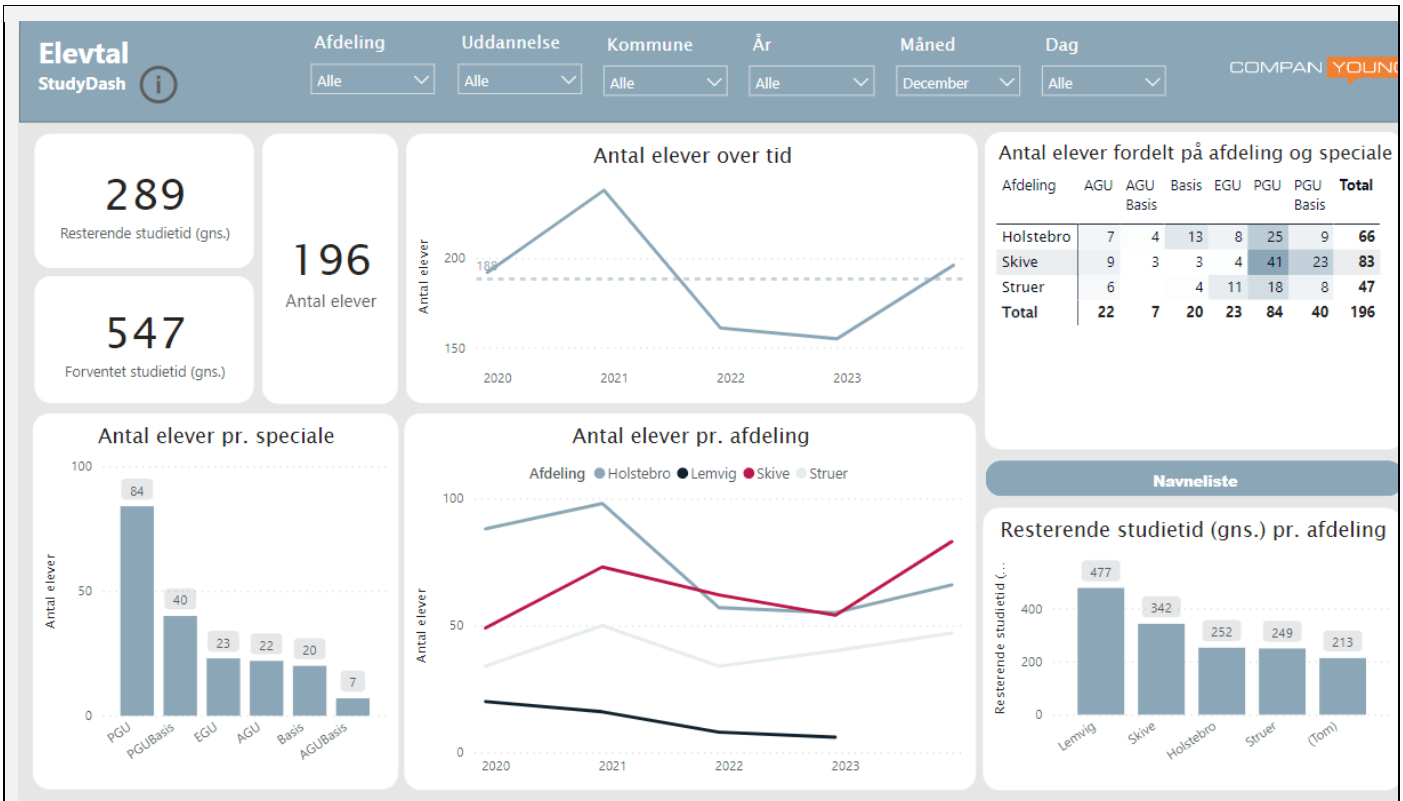 Elevtal
StudyDash
i
Afdeling
Alle
Uddannelse
Alle
Kommune
Alle
År
Alle
Måned
December
Dag
Alle
COMPAN YOUNG
289
Resterende studietid (gns.)
547
Forventet studietid (gns.)
196
Antal elever
Antal elever over tid
Antal elever
200
150
188
2020 2021 2022 2023
Antal elever fordelt på afdeling og speciale
Afdeling AGU AGU Basis Basis EGU PGU PGU Basis Total
Holstebro 7 4 13 8 25 9 66
Skive 9 3 3 4 41 23 83
Struer 6 4 11 18 8 47
Total 22 7 20 23 84 40 196
Antal elever pr. speciale
Antal elever
100
50
0
84 40 23 22 20 7
PGU PGUBasis EGU AGU Basis AGUBasis
Antal elever pr. afdeling
Afdeling Holstebro Lemvig Skive Struer
Antal elever
100
50
0
2020 2021 2022 2023
Navneliste
Resterende studietid (gns.) pr. afdeling
Resterende studietid (...
400
200
0
477 342 252 249 213
Lemvig Skive Holstebro Struer (Tom)